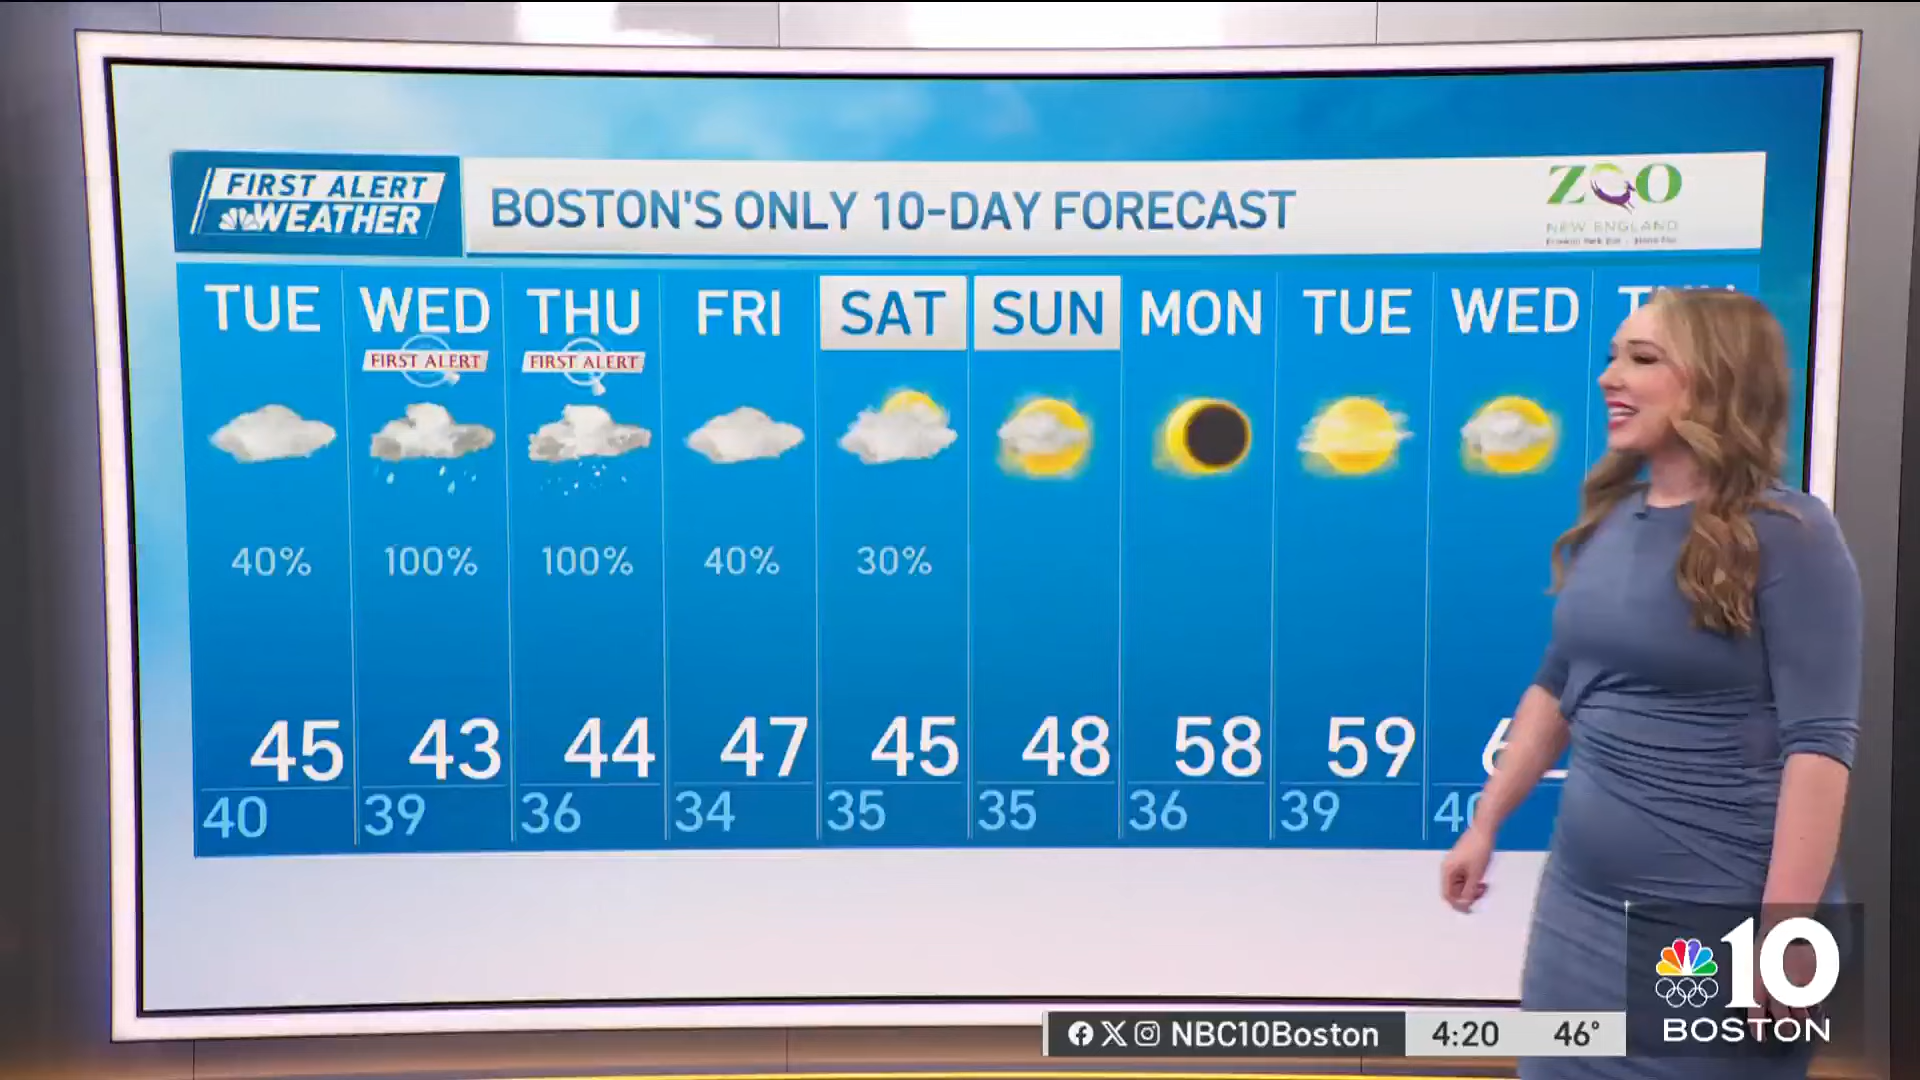 FIRST ALERT
WEATHER
BOSTON'S ONLY 10-DAY FORECAST
ZOO
NEW ENGLAND
TUE WED THU FRI SAT SUN MON TUE WED
FIRST ALERT FIRST ALERT
40% 100% 100% 40% 30%
45 43 44 47 45 48 58 59
40 39 36 34 35 35 36 39 40
10
BOSTON
NBC10Boston 4:20 46°